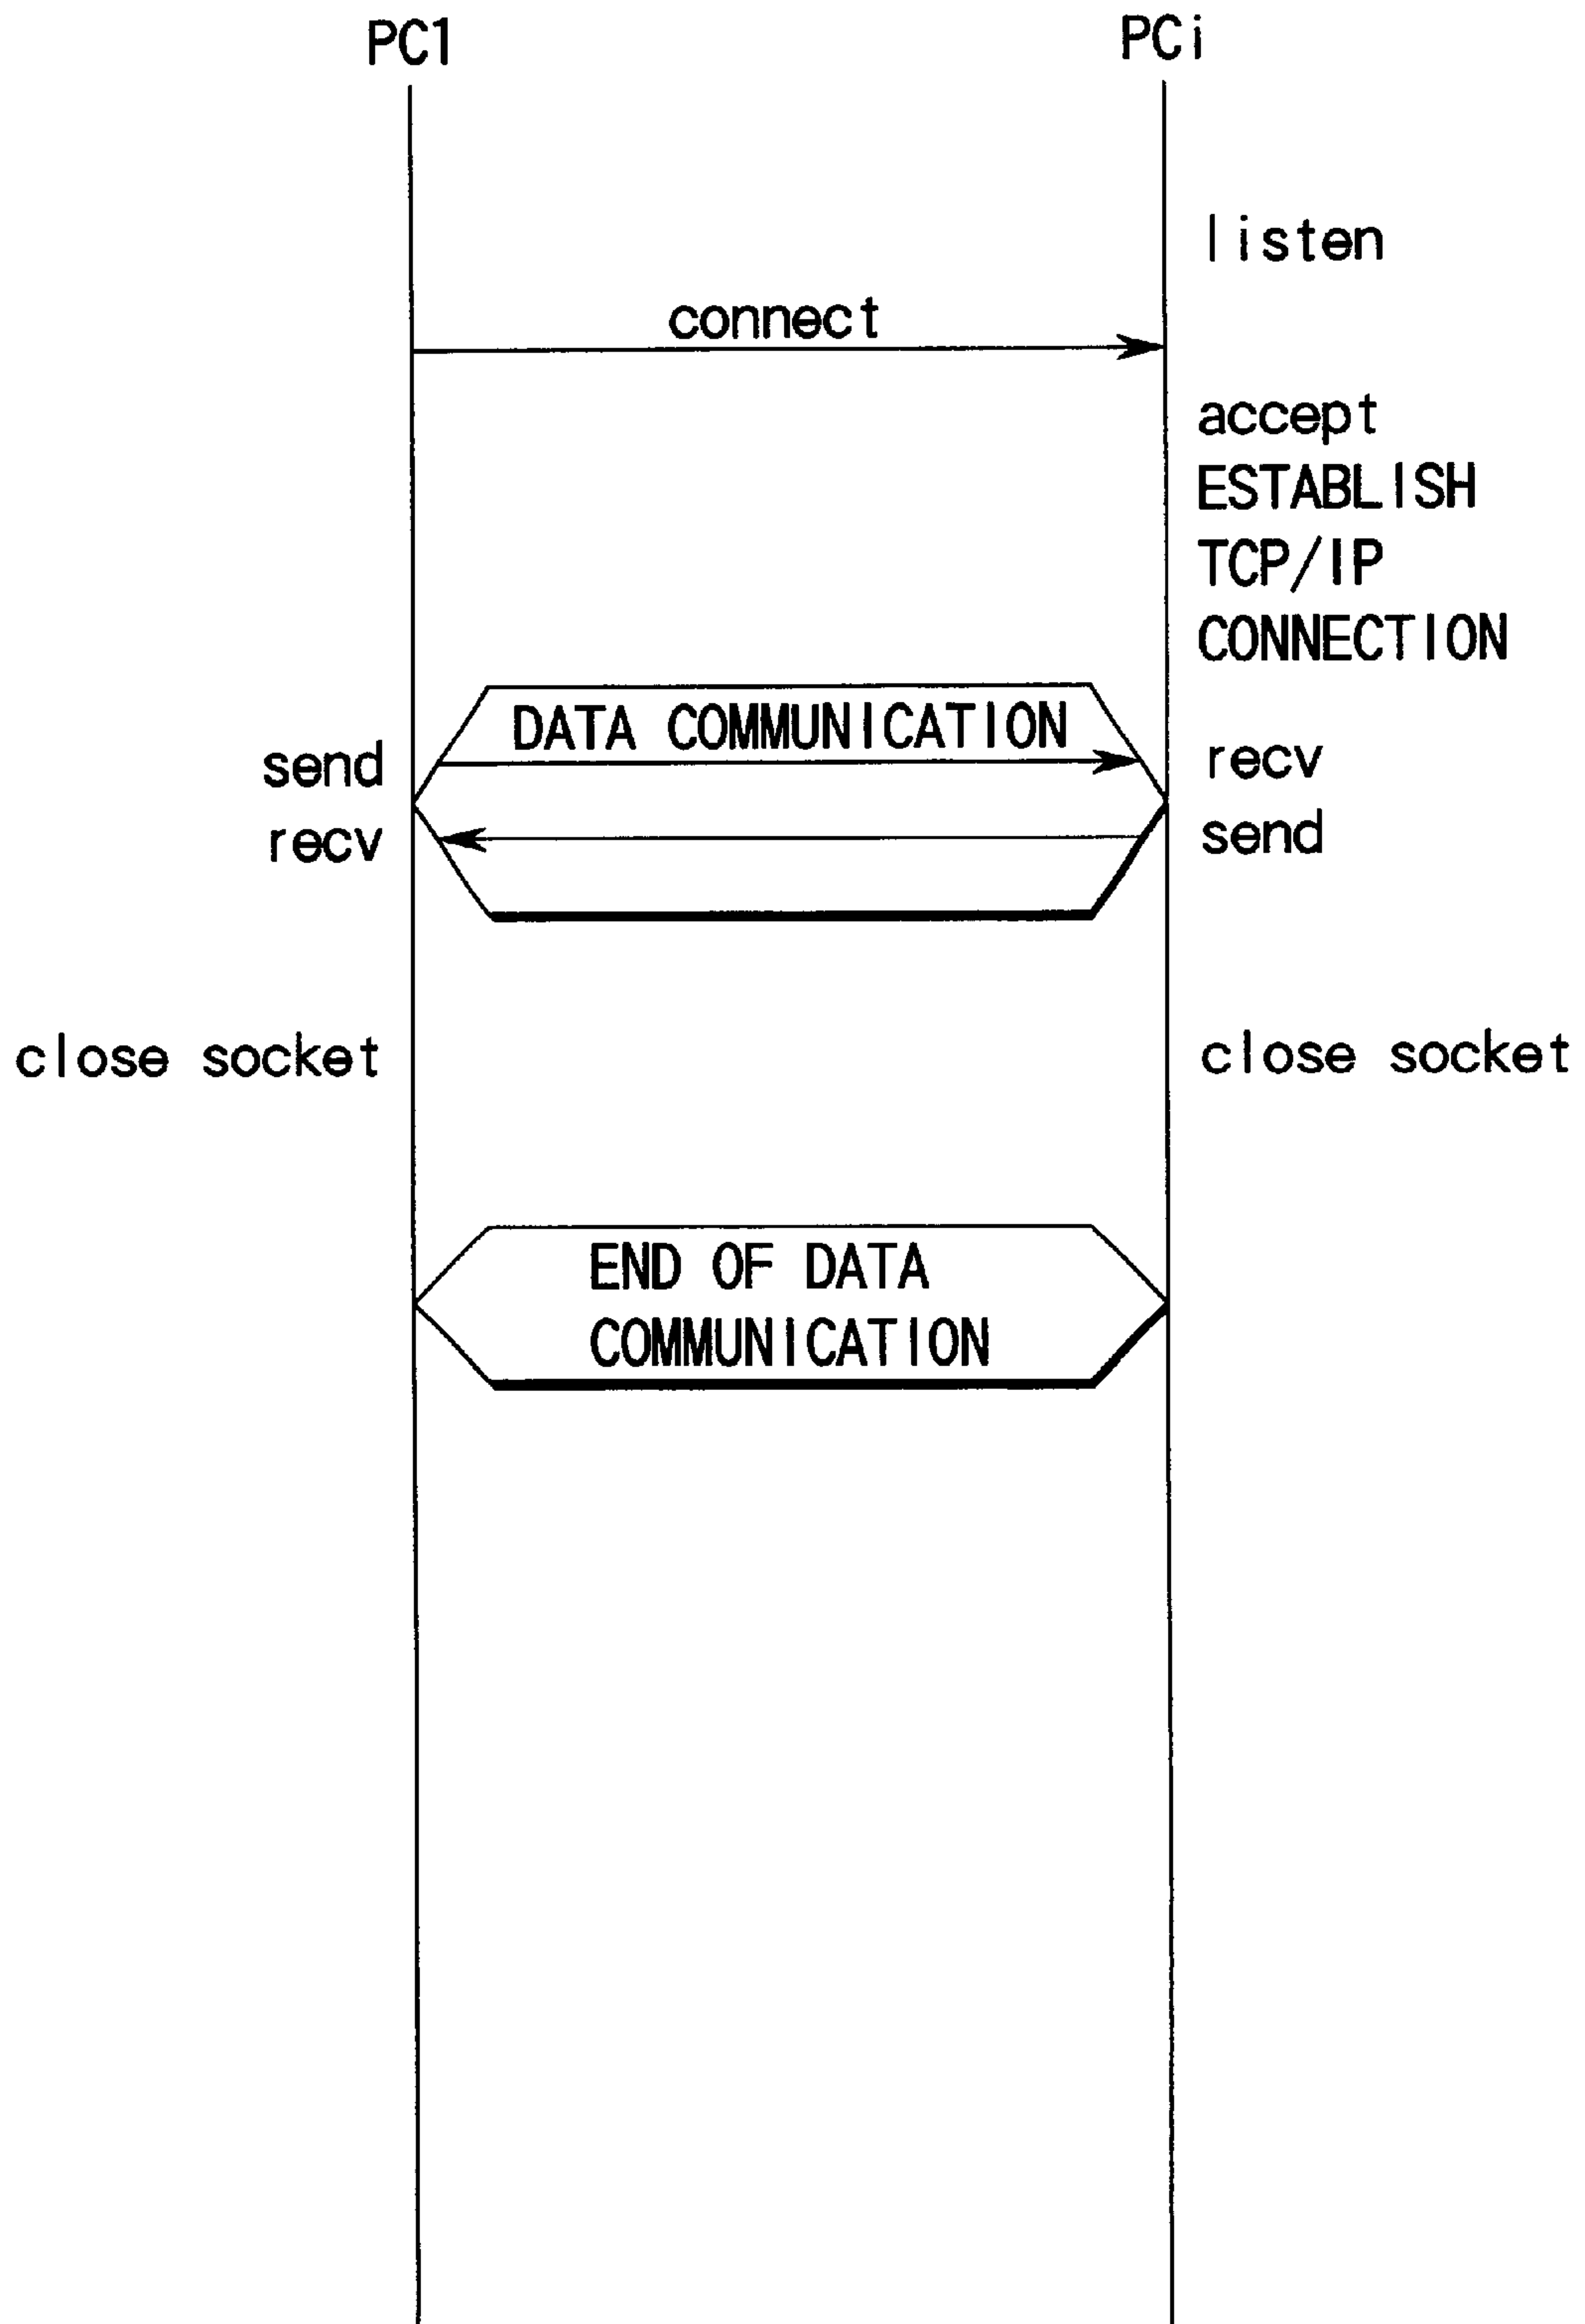 PC1
PCi
listen
connect
accept
ESTABLISH
TCP/IP
CONNECTION
DATA COMMUNICATION
send
recv
recv
send
close socket
close socket
END OF DATA
COMMUNICATION